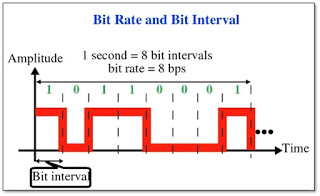 Bit Rate and Bit Interval
Amplitude
1 second = 8 bit intervals
bit rate = 8 bps
1 0 1 1 0 0 0 1
Time
Bit interval